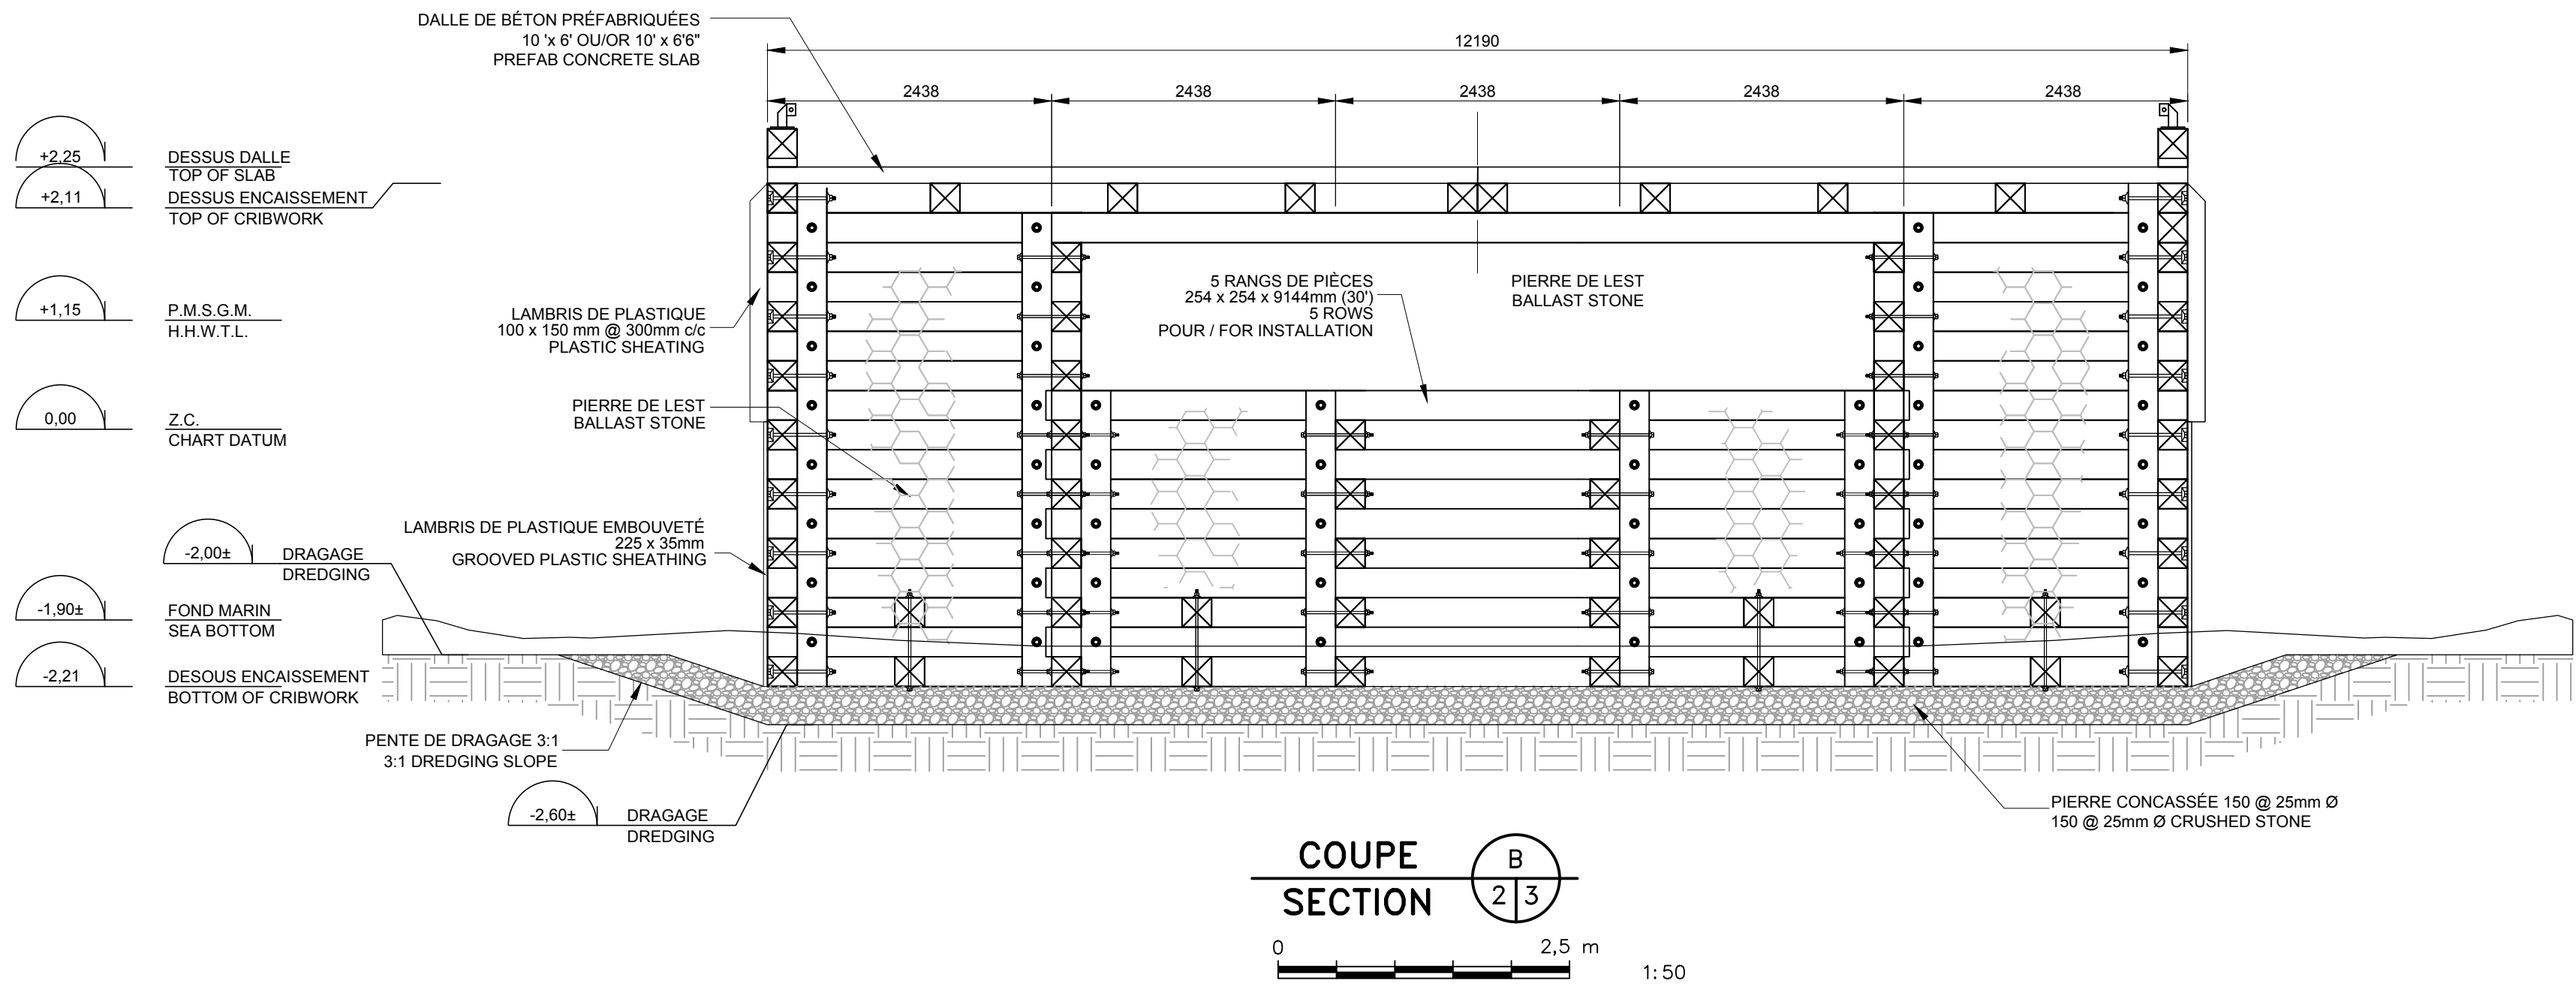 DALLE DE BÉTON PRÉFABRIQUÉES
10 'x 6' OU/OR 10' x 6'6"
PREFAB CONCRETE SLAB
12190
2438
2438
2438
2438
2438
+2,25
DESSUS DALLE
TOP OF SLAB
+2,11
DESSUS ENCAISSEMENT
TOP OF CRIBWORK
+1,15
P.M.S.G.M.
H.H.W.T.L.
0,00
Z.C.
CHART DATUM
-2,00±
DRAGAGE
DREDGING
-1,90±
FOND MARIN
SEA BOTTOM
-2,21
DESOUS ENCAISSEMENT
BOTTOM OF CRIBWORK
LAMBRIS DE PLASTIQUE
100 x 150 mm @ 300mm c/c
PLASTIC SHEATING
PIERRE DE LEST
BALLAST STONE
LAMBRIS DE PLASTIQUE EMBOUVETÉ
225 x 35mm
GROOVED PLASTIC SHEATHING
5 RANGS DE PIÈCES
254 x 254 x 9144mm (30')
5 ROWS
POUR / FOR INSTALLATION
PIERRE DE LEST
BALLAST STONE
PENTE DE DRAGAGE 3:1
3:1 DREDGING SLOPE
-2,60±
DRAGAGE
DREDGING
PIERRE CONCASSÉE 150 @ 25mm Ø
150 @ 25mm Ø CRUSHED STONE
COUPE
SECTION
B
2 3
0 2,5 m
1:50